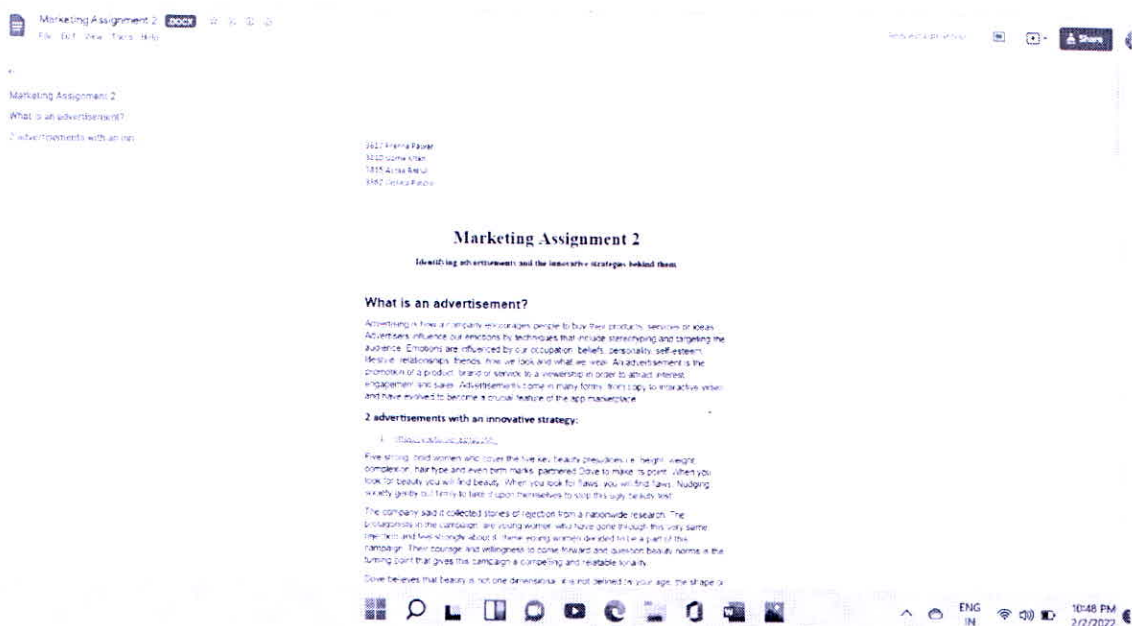 Marketing Assignment 2 .DOCX
File Edit View Tools Help
Share
Marketing Assignment 2
What is an advertisement?
2 advertisements with an inn
Marketing Assignment 2
Identifying advertisements and the innovative strategies behind them
What is an advertisement?
Advertising is how a company encourages people to buy their products, services or ideas.
Advertisers influence our emotions by techniques that include stereotyping and targeting the
audience. Emotions are influenced by our occupation, beliefs, personality, self-esteem,
lifestyle, relationships, friends, how we look and what we wear. An advertisement is the
promotion of a product, brand or service to a viewership in order to attract interest,
engagement and sales. Advertisements come in many forms, from copy to interactive video
and have evolved to become a crucial feature of the app marketplace
2 advertisements with an innovative strategy:
1.
Five strong, bold women who cover the five key beauty prejudices i.e. height, weight,
complexion, hair type and even birth marks, partnered Dove to make its point. When you
look for beauty you will find beauty. When you look for flaws, you will find flaws. Nudging
society gently but firmly to take it upon themselves to stop this ugly beauty test
The company said it collected stories of rejection from a nationwide research. The
protagonists in the campaign, are young women who have gone through this very same
rejection and feel strongly about it, these young women decided to be a part of this
campaign. Their courage and willingness to come forward and question beauty norms is the
turning point that gives this campaign a compelling and relatable tonality.
Dove believes that beauty is not one dimensional, it is not defined by your age, the shape or
ENG
IN
10:48 PM
2/2/2022